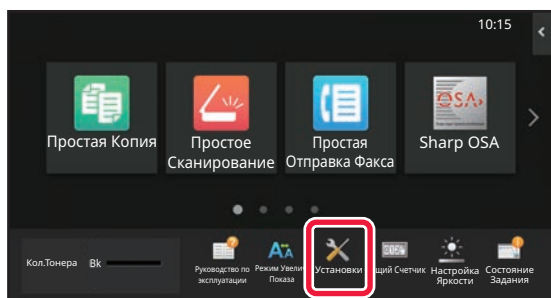 10:15
Простая Копия
Простое
Сканирование
Простая
Отправка Факса
OSA
Sharp OSA
Кол.Тонера Bk
Руководство по
эксплуатации
Режим Увели
Показа
Установки
щий Счетчик
Настройка
Яркости
Состояние
Задания